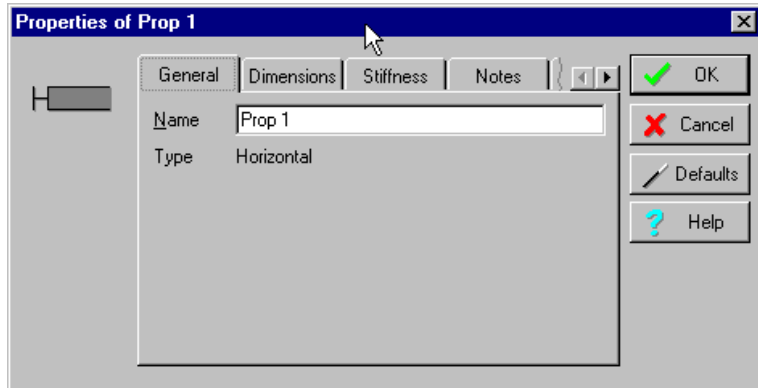 Properties of Prop 1
General Dimensions Stiffness Notes
Name Prop 1
Type Horizontal
OK
Cancel
Defaults
Help